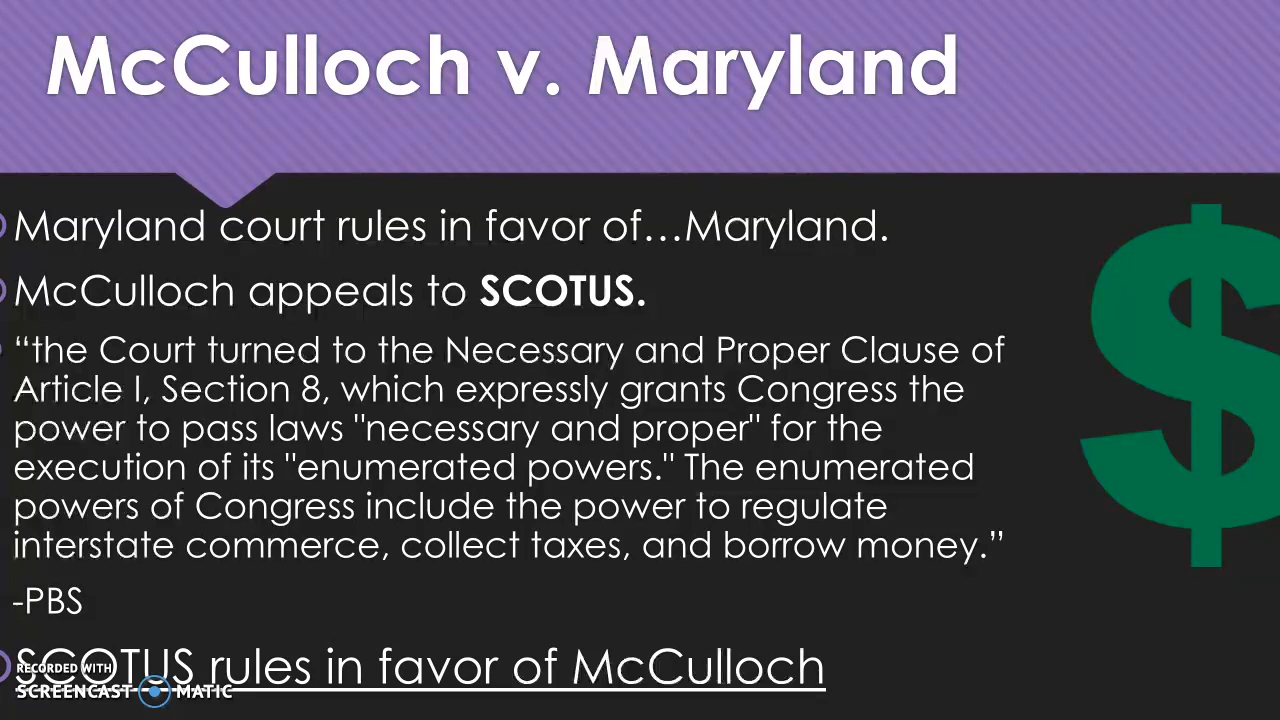 McCulloch v. Maryland
Maryland court rules in favor of...Maryland.
McCulloch appeals to SCOTUS.
“the Court turned to the Necessary and Proper Clause of
Article I, Section 8, which expressly grants Congress the
power to pass laws "necessary and proper" for the
execution of its "enumerated powers." The enumerated
powers of Congress include the power to regulate
interstate commerce, collect taxes, and borrow money.”
-PBS
SCOTUS rules in favor of McCulloch
RECORDED WITH
SCREENCAST MATIC
$